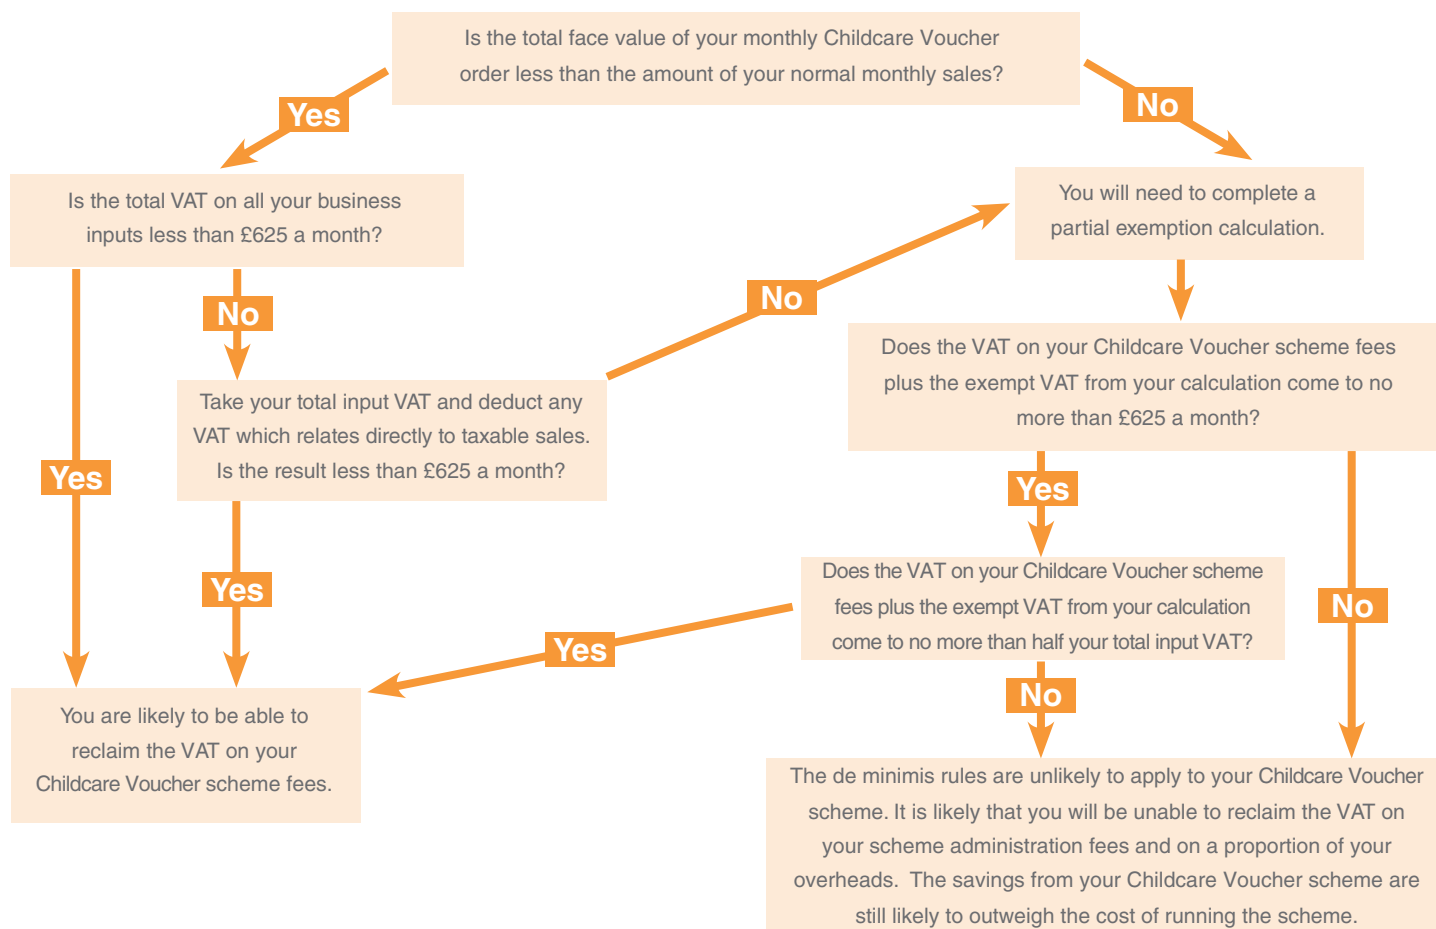 Is the total face value of your monthly Childcare Voucher
order less than the amount of your normal monthly sales?
Yes
No
Is the total VAT on all your business
inputs less than £625 a month?
You will need to complete a
partial exemption calculation.
No
No
Does the VAT on your Childcare Voucher scheme fees
plus the exempt VAT from your calculation come to no
more than £625 a month?
Take your total input VAT and deduct any
VAT which relates directly to taxable sales.
Is the result less than £625 a month?
Yes
Yes
Yes
No
Does the VAT on your Childcare Voucher scheme
fees plus the exempt VAT from your calculation
come to no more than half your total input VAT?
Yes
No
You are likely to be able to
reclaim the VAT on your
Childcare Voucher scheme fees.
The de minimis rules are unlikely to apply to your Childcare Voucher
scheme. It is likely that you will be unable to reclaim the VAT on
your scheme administration fees and on a proportion of your
overheads.  The savings from your Childcare Voucher scheme are
still likely to outweigh the cost of running the scheme.